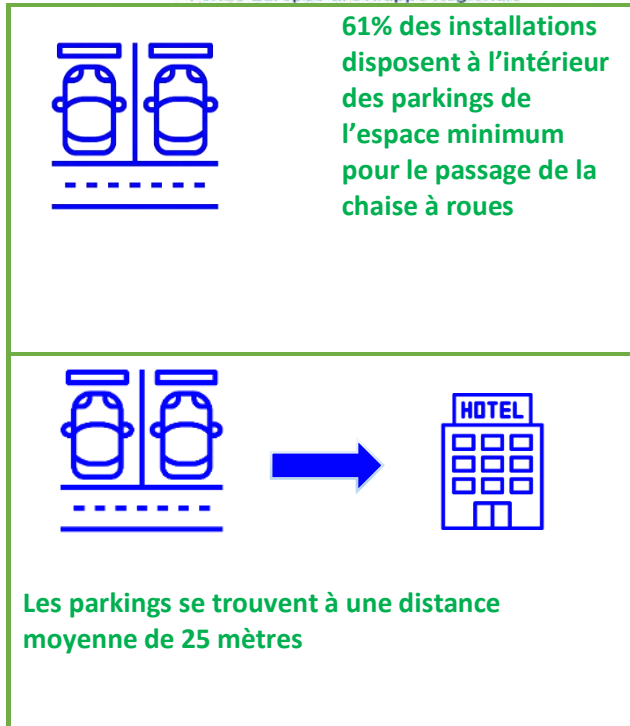 61% des installations
disposent à l’intérieur
des parkings de
l’espace minimum
pour le passage de la
chaise à roues
HOTEL
Les parkings se trouvent à une distance
moyenne de 25 mètres